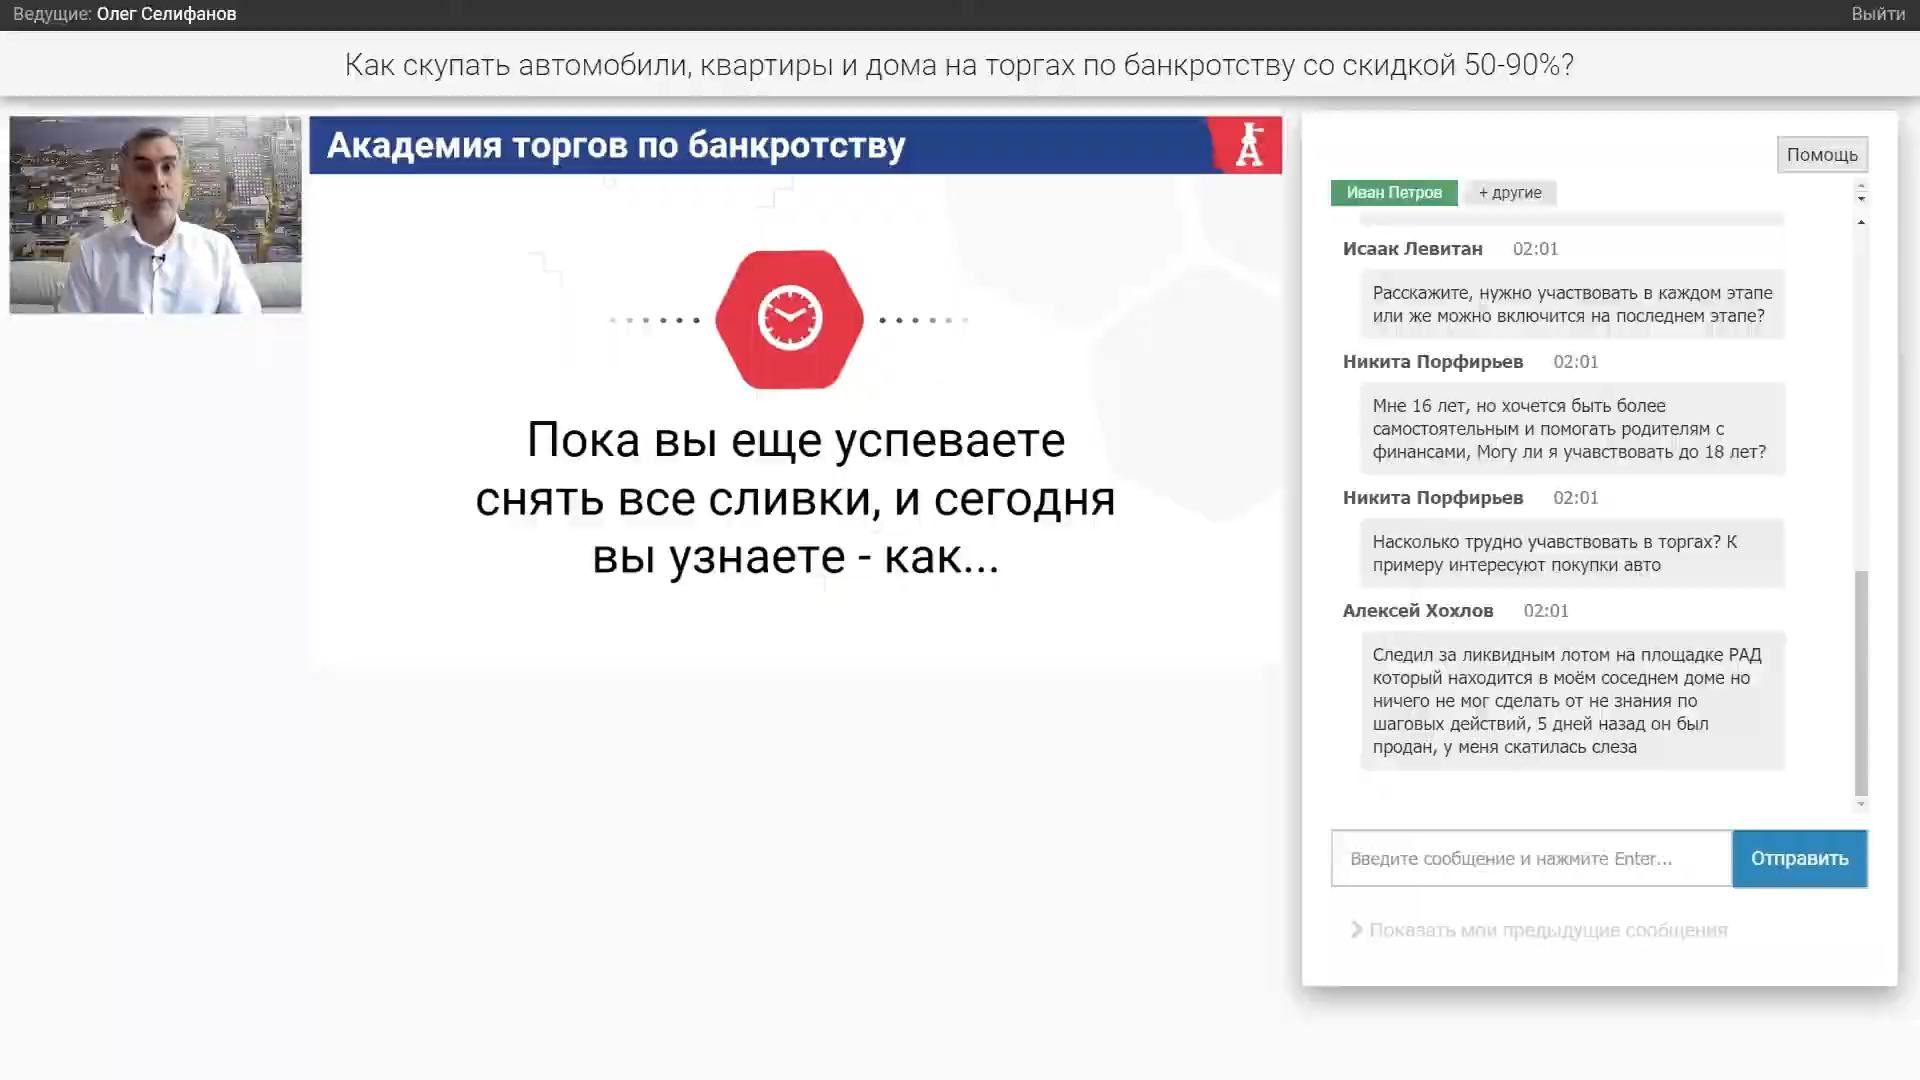 Ведущие: Олег Селифанов
Выйти
Как скупать автомобили, квартиры и дома на торгах по банкротству со скидкой 50-90%?
Академия торгов по банкротству
Пока вы еще успеваете
снять все сливки, и сегодня
вы узнаете - как...
Помощь
Иван Петров
+ другие
Исаак Левитан 02:01
Расскажите, нужно участвовать в каждом этапе
или же можно включится на последнем этапе?
Никита Порфирьев 02:01
Мне 16 лет, но хочется быть более
самостоятельным и помогать родителям с
финансами, Могу ли я учавствовать до 18 лет?
Никита Порфирьев 02:01
Насколько трудно учавствовать в торгах? К
примеру интересуют покупки авто
Алексей Хохлов 02:01
Следил за ликвидным лотом на площадке РАД
который находится в моём соседнем доме но
ничего не мог сделать от не знания по
шаговых действий, 5 дней назад он был
продан, у меня скатилась слеза
Введите сообщение и нажмите Enter...
Отправить
Показать мои предыдущие сообщения